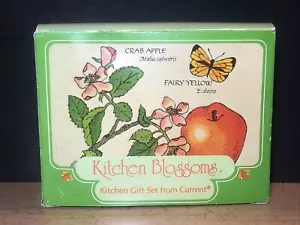 CRAB APPLE
Malus sylvestris
FAIRY YELLOW
E. daira
Kitchen Blossoms
Kitchen Gift Set from Current®